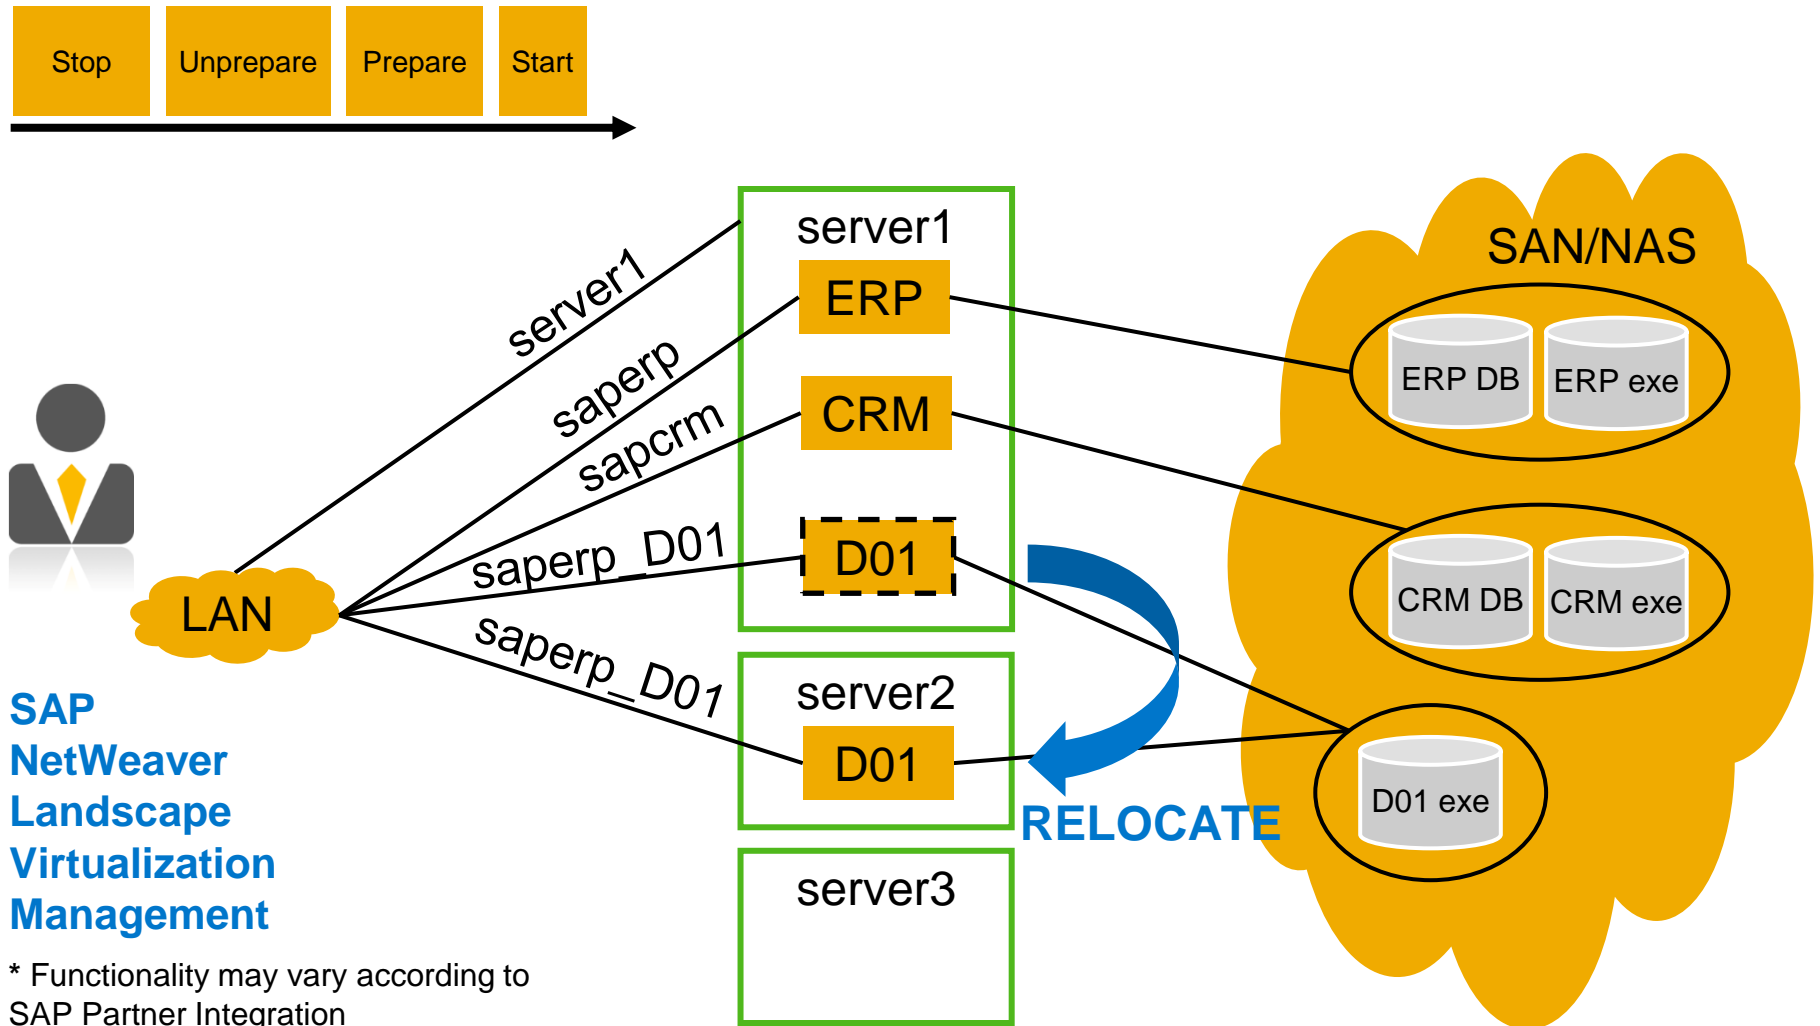 Stop
Unprepare
Prepare
Start
server1
ERP
CRM
D01
server2
D01
server3
server1
saperp
sapcrm
saperp_D01
saperp_D01
LAN
SAN/NAS
ERP DB
ERP exe
CRM DB
CRM exe
D01 exe
RELOCATE
SAP
NetWeaver
Landscape
Virtualization
Management
* Functionality may vary according to
SAP Partner Integration